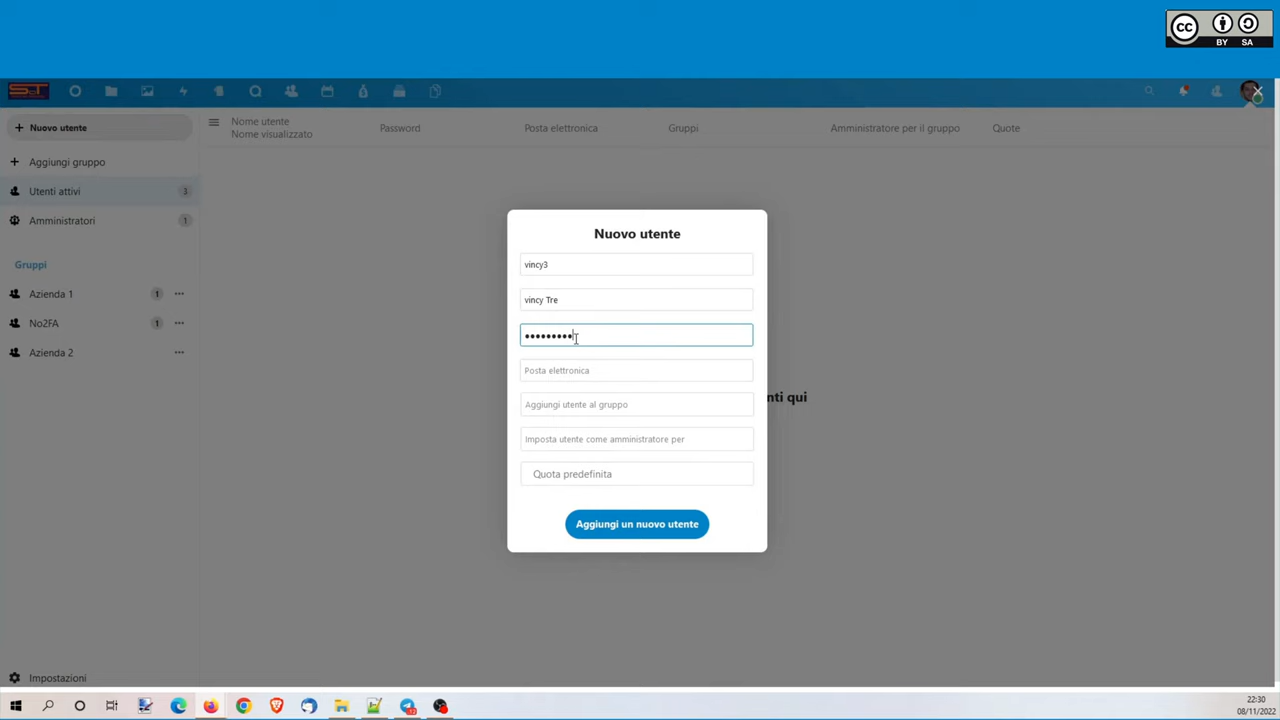 CC
BY SA
S&T
Nuovo utente
Nome utente
Nome visualizzato
Password
Posta elettronica
Gruppi
Amministratore per il gruppo
Quote
Aggiungi gruppo
Utenti attivi 3
Amministratori 1
Gruppi
Azienda 1 1
No2FA 1
Azienda 2
Impostazioni
nti qui
Nuovo utente
vincy3
vincy Tre
•••••••••
Posta elettronica
Aggiungi utente al gruppo
Imposta utente come amministratore per
Quota predefinita
Aggiungi un nuovo utente
22:30
08/11/2022